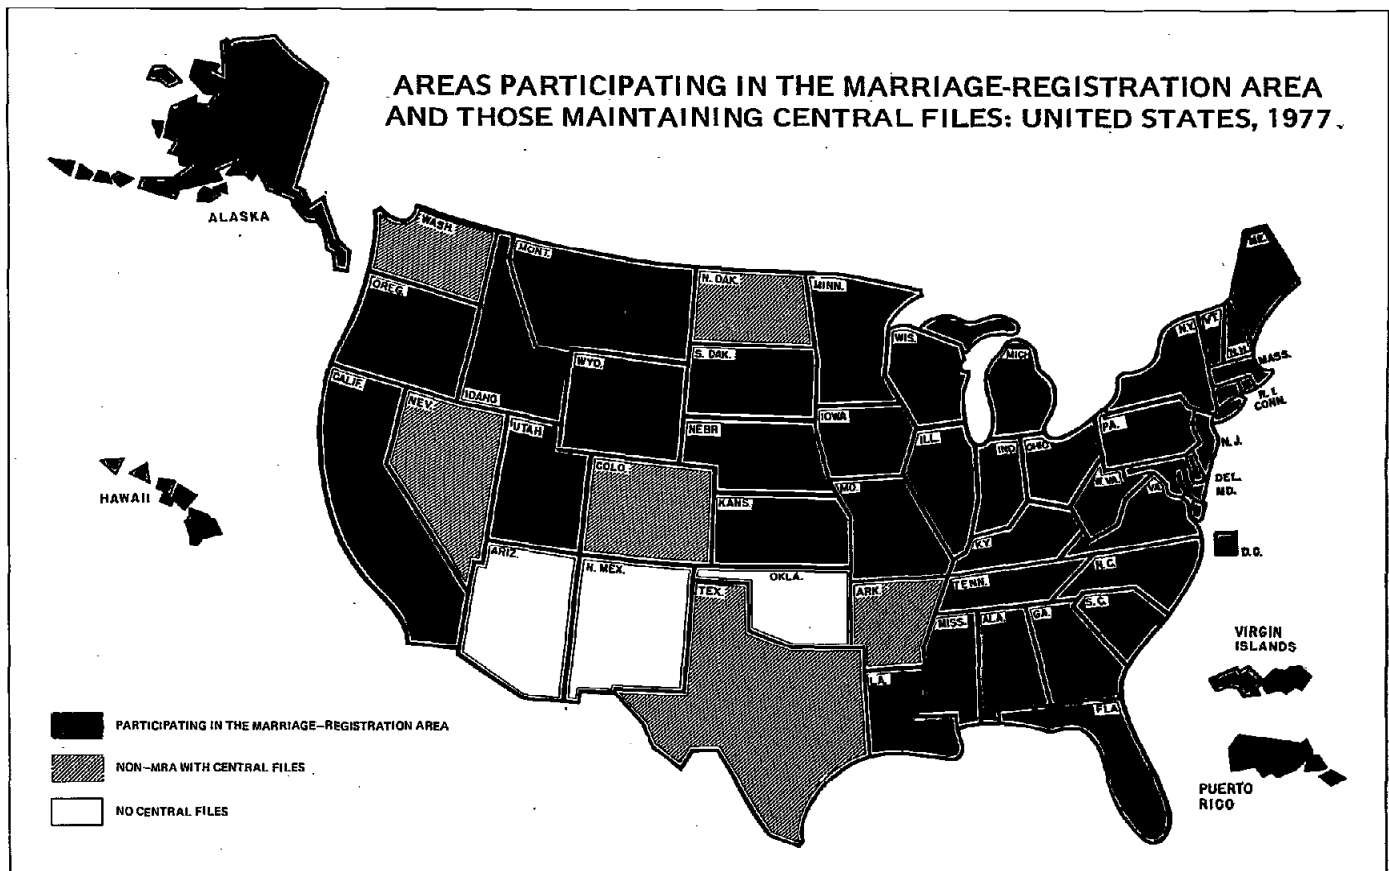 AREAS PARTICIPATING IN THE MARRIAGE-REGISTRATION AREA
AND THOSE MAINTAINING CENTRAL FILES: UNITED STATES, 1977
ALASKA
WASH.
MONT.
N. DAK.
MINN.
ME.
OREG.
WIS.
MICH.
N.Y.
VT.
N.H.
MASS.
R. I.
CONN.
WYO.
S. DAK.
CALIF.
IDAHO
NEV.
UTAH
NEBR
IOWA
ILL.
IND.
OHIO
PA.
N. J.
HAWAII
COLO.
KANS.
MO.
W.VA.
VA.
DEL.
MD.
ARIZ.
N. MEX.
OKLA.
TEX.
ARK.
KY.
TENN.
N.C.
D.C.
S.C.
MISS.
ALA.
GA.
LA.
FLA.
VIRGIN
ISLANDS
PARTICIPATING IN THE MARRIAGE–REGISTRATION AREA
NON–MRA WITH CENTRAL FILES
NO CENTRAL FILES
PUERTO
RICO